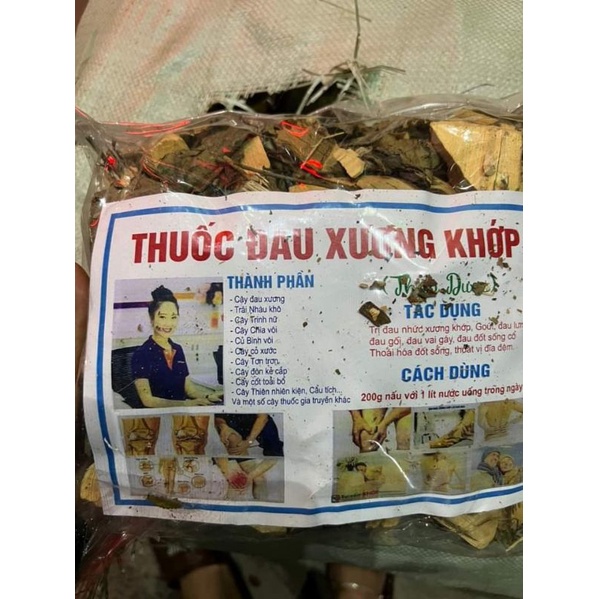 THUỐC ĐAU XƯƠNG KHỚP
THÀNH PHẦN
- Cây đau xương
- Trái Nhàu khô
- Cây Trinh nữ
- Cây Chìa vôi
- Củ Bình vôi
- Cây cỏ xước
- Cây Tơn trơn
- Cây đòn kẻ cắp
- Cây cốt toái bổ
- Cây Thiên nhiên kiện, Cẩu tích...
- Và một số cây thuốc gia truyền khác
TÁC DỤNG
Trị đau nhức xương khớp, Gout, đau lưn
đau gối, đau vai gáy, đau đốt sống cổ
Thoái hóa đốt sống, thoát vị đĩa đệm.
CÁCH DÙNG
200g nấu với 1 lít nước uống trong ngày